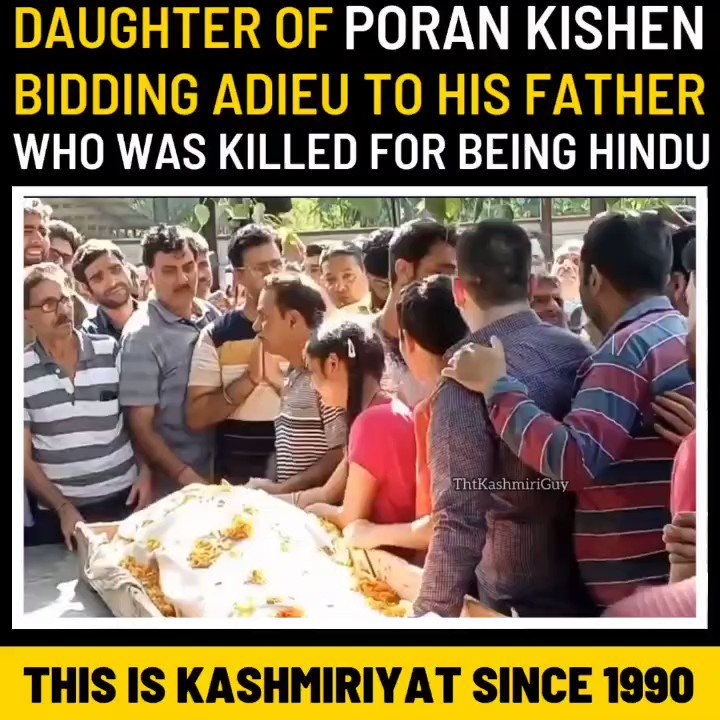 DAUGHTER OF PORAN KISHEN
BIDDING ADIEU TO HIS FATHER
WHO WAS KILLED FOR BEING HINDU
ThtKashmiriGuy
THIS IS KASHMIRIYAT SINCE 1990